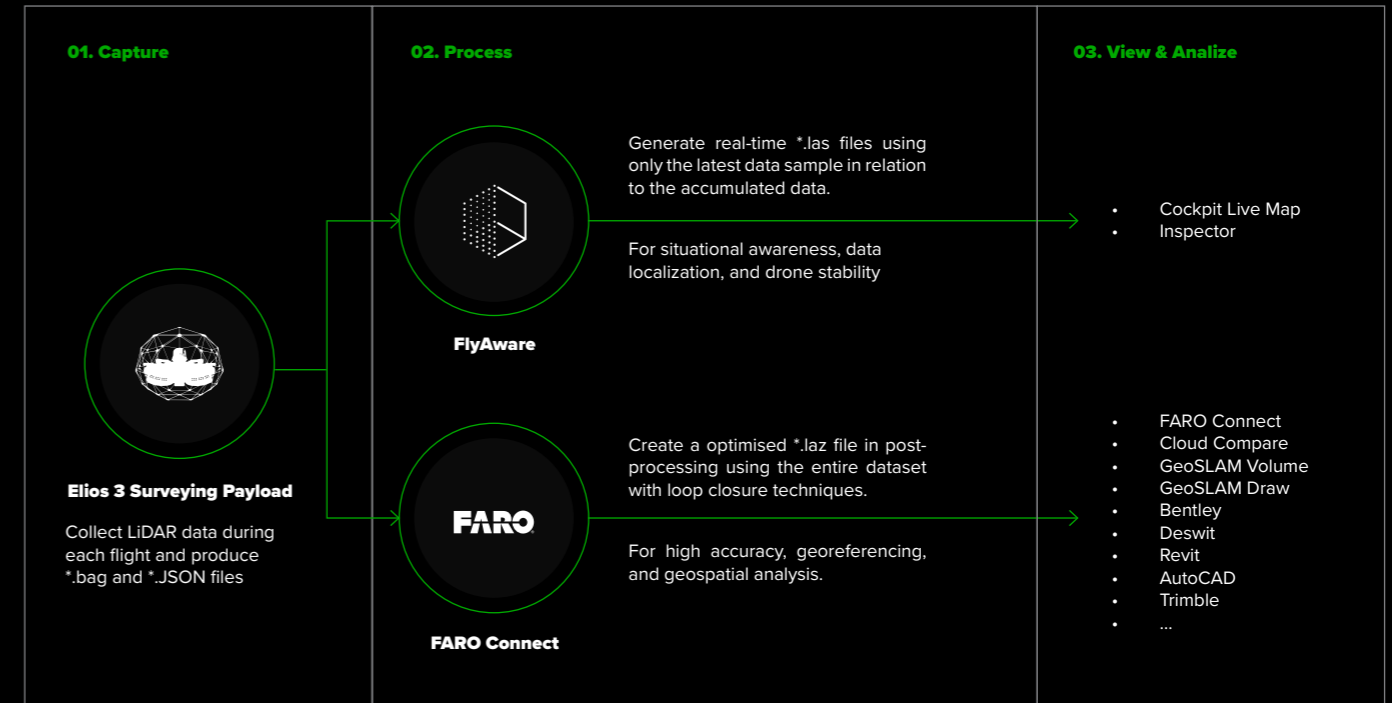 01. Capture
Elios 3 Surveying Payload
Collect LiDAR data during
each flight and produce
*.bag and *.JSON files
02. Process
FlyAware
Generate real-time *.las files using
only the latest data sample in relation
to the accumulated data.
For situational awareness, data
localization, and drone stability
FARO
FARO Connect
Create a optimised *.laz file in post-
processing using the entire dataset
with loop closure techniques.
For high accuracy, georeferencing,
and geospatial analysis.
03. View & Analize
• Cockpit Live Map
• Inspector
• FARO Connect
• Cloud Compare
• GeoSLAM Volume
• GeoSLAM Draw
• Bentley
• Deswit
• Revit
• AutoCAD
• Trimble
• ...